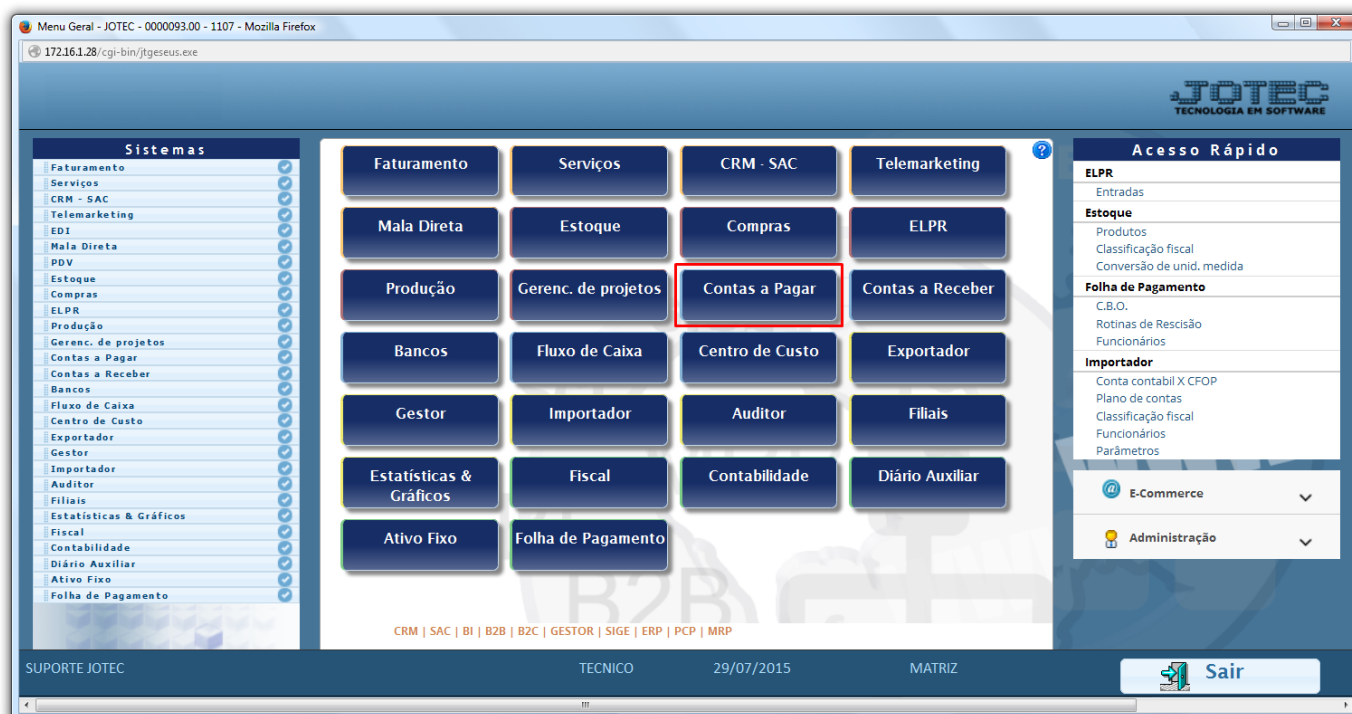 Menu Geral - JOTEC - 0000093.00 - 1107 - Mozilla Firefox
172.16.1.28/cgi-bin/jtgeseus.exe
JOTEC
TECNOLOGIA EM SOFTWARE
Sistemas
Faturamento
Serviços
CRM - SAC
Telemarketing
EDI
Mala Direta
PDV
Estoque
Compras
ELPR
Produção
Gerenc. de projetos
Contas a Pagar
Contas a Receber
Bancos
Fluxo de Caixa
Centro de Custo
Exportador
Gestor
Importador
Auditor
Filiais
Estatísticas & Gráficos
Fiscal
Contabilidade
Diário Auxiliar
Ativo Fixo
Folha de Pagamento
Faturamento Serviços CRM - SAC Telemarketing
Mala Direta Estoque Compras ELPR
Produção Gerenc. de projetos Contas a Pagar Contas a Receber
Bancos Fluxo de Caixa Centro de Custo Exportador
Gestor Importador Auditor Filiais
Estatísticas & Gráficos Fiscal Contabilidade Diário Auxiliar
Ativo Fixo Folha de Pagamento
B2B
CRM | SAC | BI | B2B | B2C | GESTOR | SIGE | ERP | PCP | MRP
?
Acesso Rápido
ELPR
Entradas
Estoque
Produtos
Classificação fiscal
Conversão de unid. medida
Folha de Pagamento
C.B.O.
Rotinas de Rescisão
Funcionários
Importador
Conta contabil X CFOP
Plano de contas
Classificação fiscal
Funcionários
Parâmetros
@ E-Commerce
Administração
SUPORTE JOTEC TECNICO 29/07/2015 MATRIZ Sair